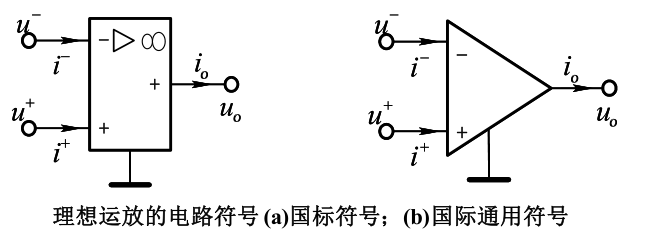 u⁻
i⁻
u⁺
i⁺
− ▷ ∞
+
+
iₒ
uₒ
u⁻
i⁻
u⁺
i⁺
−
+
iₒ
uₒ
理想运放的电路符号 (a)国标符号；(b)国际通用符号